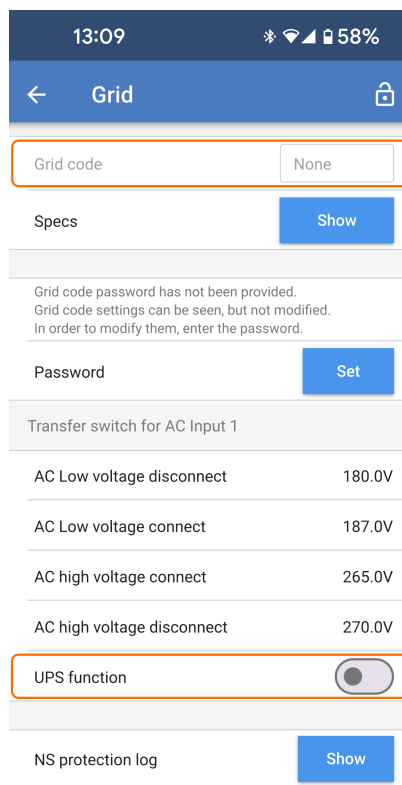 13:09
58%
Grid
Grid code
None
Specs
Show
Grid code password has not been provided.
Grid code settings can be seen, but not modified.
In order to modify them, enter the password.
Password
Set
Transfer switch for AC Input 1
AC Low voltage disconnect
180.0V
AC Low voltage connect
187.0V
AC high voltage connect
265.0V
AC high voltage disconnect
270.0V
UPS function
NS protection log
Show